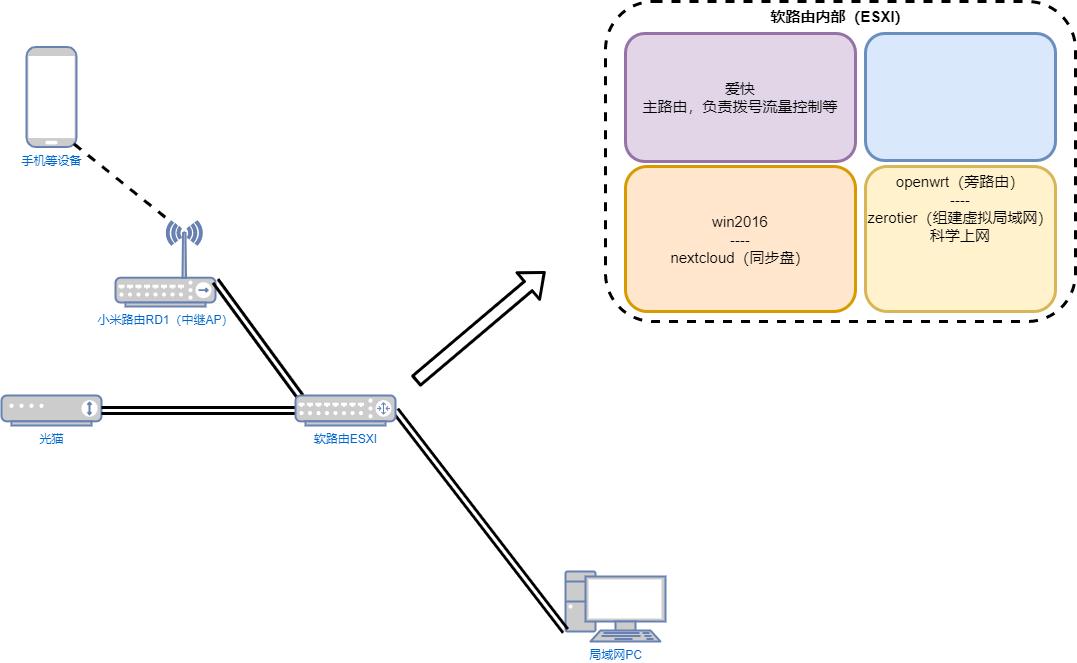 软路由内部（ESXI）
爱快
主路由，负责拨号流量控制等
win2016
----
nextcloud（同步盘）
openwrt（旁路由）
----
zerotier（组建虚拟局域网）
科学上网
手机等设备
小米路由RD1（中继AP）
光猫
软路由ESXI
局域网PC